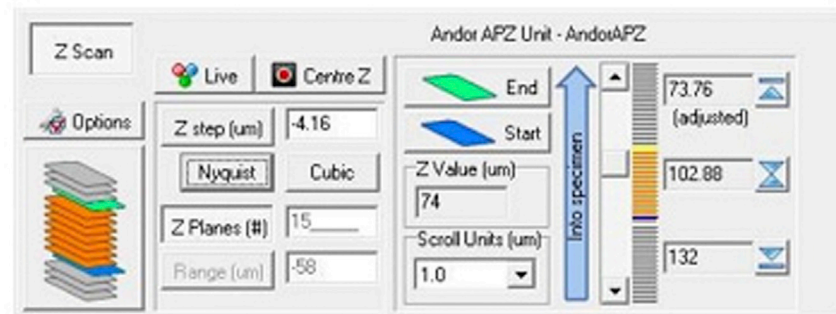 Andor APZ Unit - AndorAPZ
Z Scan
Live
Centre Z
End
73.76
(adjusted)
Options
Z step (um)
-4.16
Start
Nyquist
Cubic
Z Value (um)
74
Into specimen
102.88
Z Planes (#)
15____
Scroll Units (um)
Range (um)
-58
1.0
132